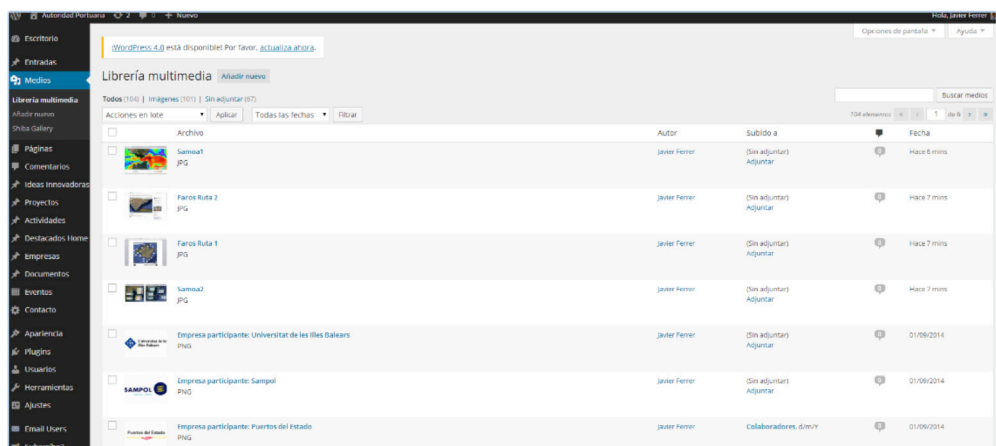 Autoridad Portuaria 2 0 + Nuevo Hola, Javier Ferrer
Opciones de pantalla ▼ Ayuda ▼
Escritorio
Entradas
Medios
Librería multimedia
Añadir nuevo
Shiba Gallery
Páginas
Comentarios
Ideas Innovadoras
Proyectos
Actividades
Destacados Home
Empresas
Documentos
Eventos
Contacto
Apariencia
Plugins
Usuarios
Herramientas
Ajustes
Email Users
¡WordPress 4.0 está disponible! Por favor, actualiza ahora.
Librería multimedia Añadir nuevo
Todos (104) | Imágenes (101) | Sin adjuntar (67)
Buscar medios
Acciones en lote ▼ Aplicar Todas las fechas ▼ Filtrar
104 elementos « ‹ 1 de 6 › »
Archivo Autor Subido a Fecha
Samoa1 Javier Ferrer (Sin adjuntar) 0 Hace 6 mins
JPG Adjuntar
Faros Ruta 2 Javier Ferrer (Sin adjuntar) 0 Hace 7 mins
JPG Adjuntar
Faros Ruta 1 Javier Ferrer (Sin adjuntar) 0 Hace 7 mins
JPG Adjuntar
Samoa2 Javier Ferrer (Sin adjuntar) 0 Hace 7 mins
JPG Adjuntar
Empresa participante: Universitat de les Illes Balears Javier Ferrer (Sin adjuntar) 0 01/09/2014
PNG Adjuntar
Empresa participante: Sampol Javier Ferrer (Sin adjuntar) 0 01/09/2014
SAMPOL PNG Adjuntar
Empresa participante: Puertos del Estado Javier Ferrer Colaboradores, d/m/Y 0 01/09/2014
Puertos del Estado PNG